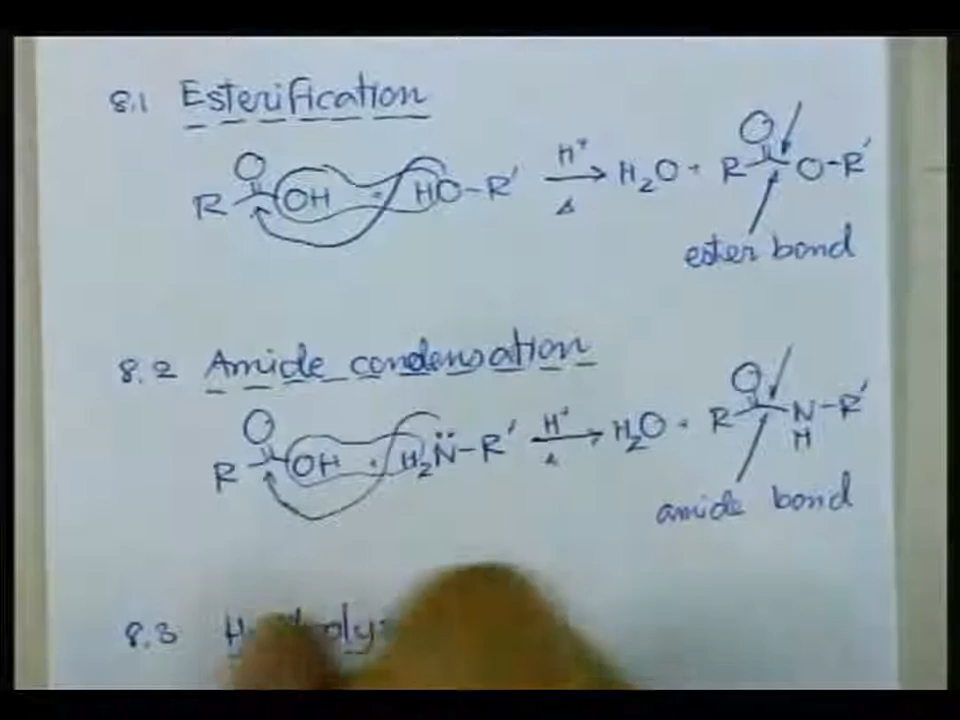 8.1 Esterification
O O
R OH . HO-R' H⁺ Δ → H₂O + R O-R'
ester bond
8.2 Amide condensation
O O
R OH . H₂N̈-R' H⁺ Δ → H₂O + R N-R'
H
amide bond
8.3